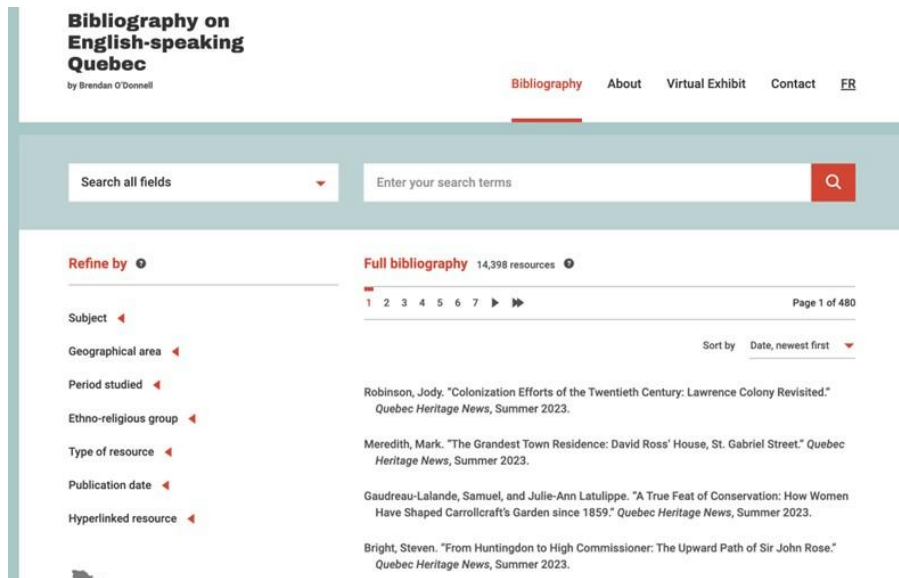 Bibliography on
English-speaking
Quebec
by Brendan O'Donnell
Bibliography About Virtual Exhibit Contact FR
Search all fields
Enter your search terms
Refine by ?
Subject
Geographical area
Period studied
Ethno-religious group
Type of resource
Publication date
Hyperlinked resource
Full bibliography 14,398 resources ?
1 2 3 4 5 6 7
Page 1 of 480
Sort by Date, newest first
Robinson, Jody. "Colonization Efforts of the Twentieth Century: Lawrence Colony Revisited."
Quebec Heritage News, Summer 2023.
Meredith, Mark. "The Grandest Town Residence: David Ross' House, St. Gabriel Street." Quebec
Heritage News, Summer 2023.
Gaudreau-Lalande, Samuel, and Julie-Ann Latulippe. "A True Feat of Conservation: How Women
Have Shaped Carrollcraft's Garden since 1859." Quebec Heritage News, Summer 2023.
Bright, Steven. "From Huntingdon to High Commissioner: The Upward Path of Sir John Rose."
Quebec Heritage News, Summer 2023.